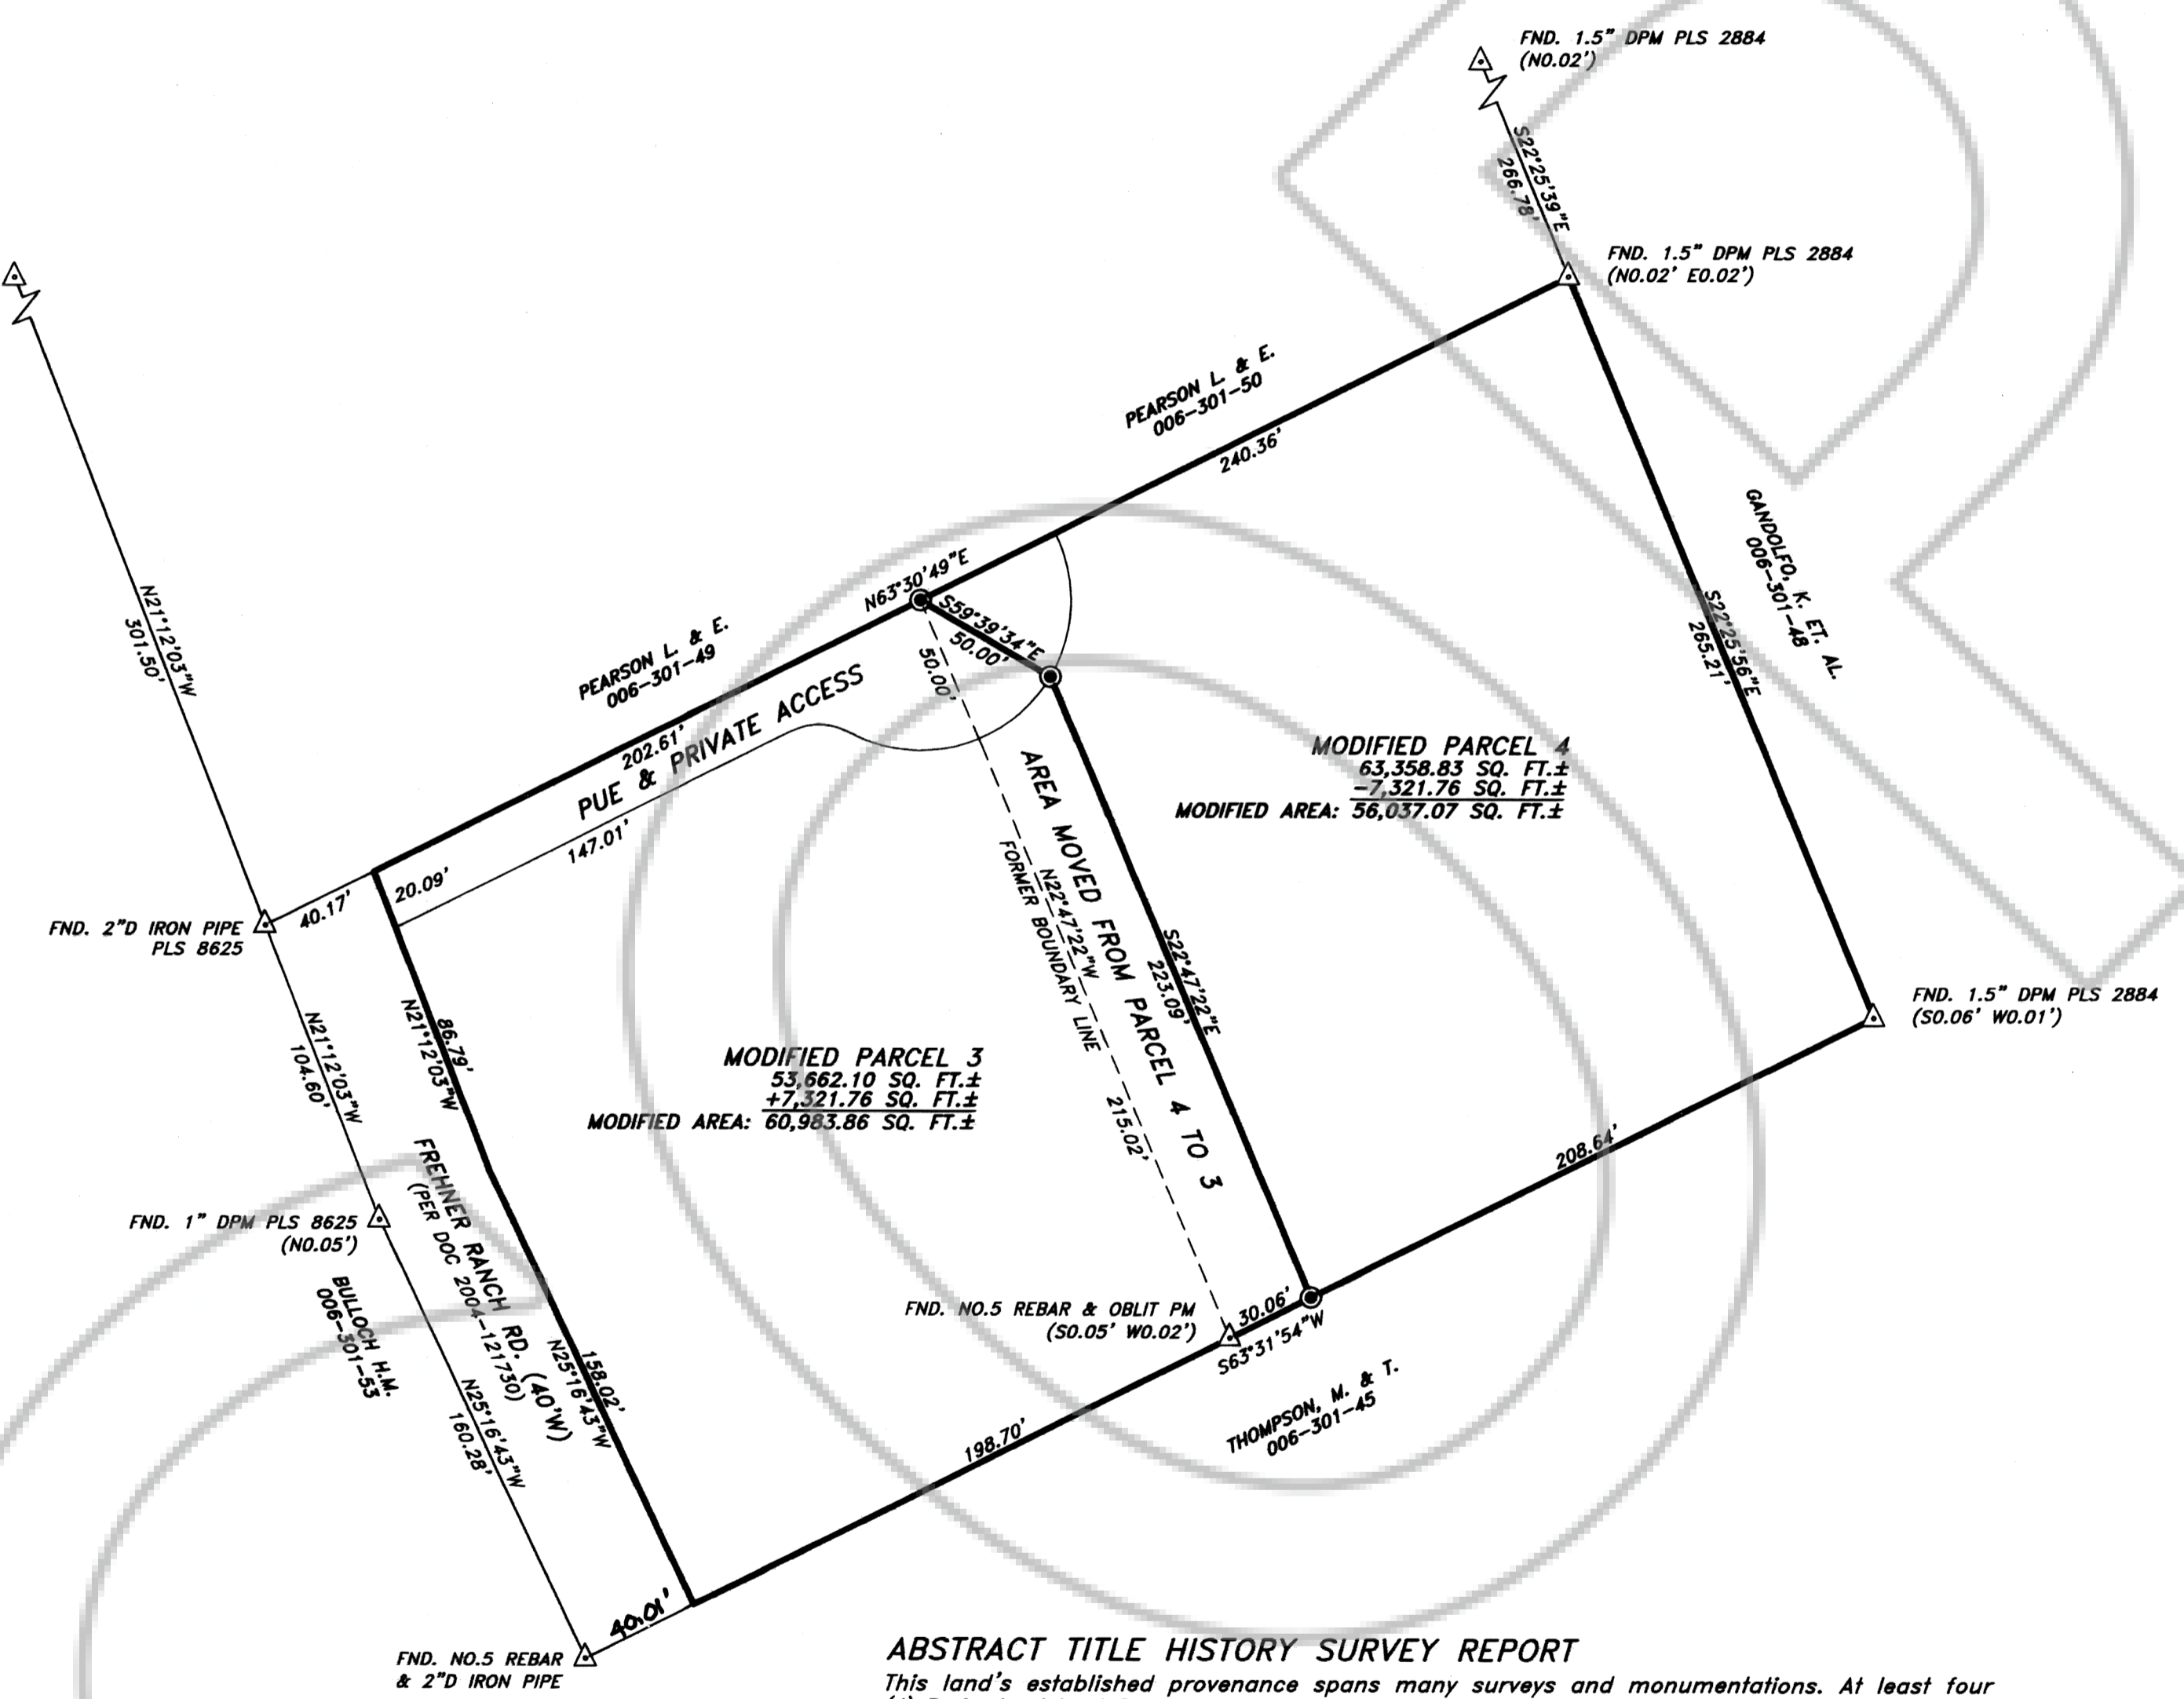 FND. 1.5" DPM PLS 2884
(N0.02')
S22°25'39"E
266.78'
FND. 1.5" DPM PLS 2884
(N0.02' E0.02')
PEARSON L. & E.
006-301-50
240.36'
GANDOLFO, K. ET. AL.
006-301-48
S22°25'56"E
265.21'
N21°12'03"W
301.50'
N63°30'49"E
S59°39'34"E
50.00'
50.00'
PEARSON L. & E.
006-301-49
202.61'
PUE & PRIVATE ACCESS
147.01'
20.09'
40.17'
FND. 2"D IRON PIPE
PLS 8625
MODIFIED PARCEL 4
63,358.83 SQ. FT.±
-7,321.76 SQ. FT.±
MODIFIED AREA: 56,037.07 SQ. FT.±
AREA MOVED FROM PARCEL 4 TO 3
N22°47'22"W
215.02'
FORMER BOUNDARY LINE
S22°47'22"E
223.09'
FND. 1.5" DPM PLS 2884
(S0.06' W0.01')
N21°12'03"W
104.60'
86.79'
N21°12'03"W
MODIFIED PARCEL 3
53,662.10 SQ. FT.±
+7,321.76 SQ. FT.±
MODIFIED AREA: 60,983.86 SQ. FT.±
208.64'
FND. 1" DPM PLS 8625
(N0.05')
FREHNER RANCH RD. (40'W)
(PER DOC 2004-121730)
BULLOCH H.M.
006-301-53
158.02'
N25°16'43"W
N25°16'43"W
160.28'
FND. NO.5 REBAR & OBLIT PM
(S0.05' W0.02')
30.06'
S63°31'54"W
THOMPSON, M. & T.
006-301-45
198.70'
40.01'
FND. NO.5 REBAR
& 2"D IRON PIPE
ABSTRACT TITLE HISTORY SURVEY REPORT
This land's established provenance spans many surveys and monumentations. At least four